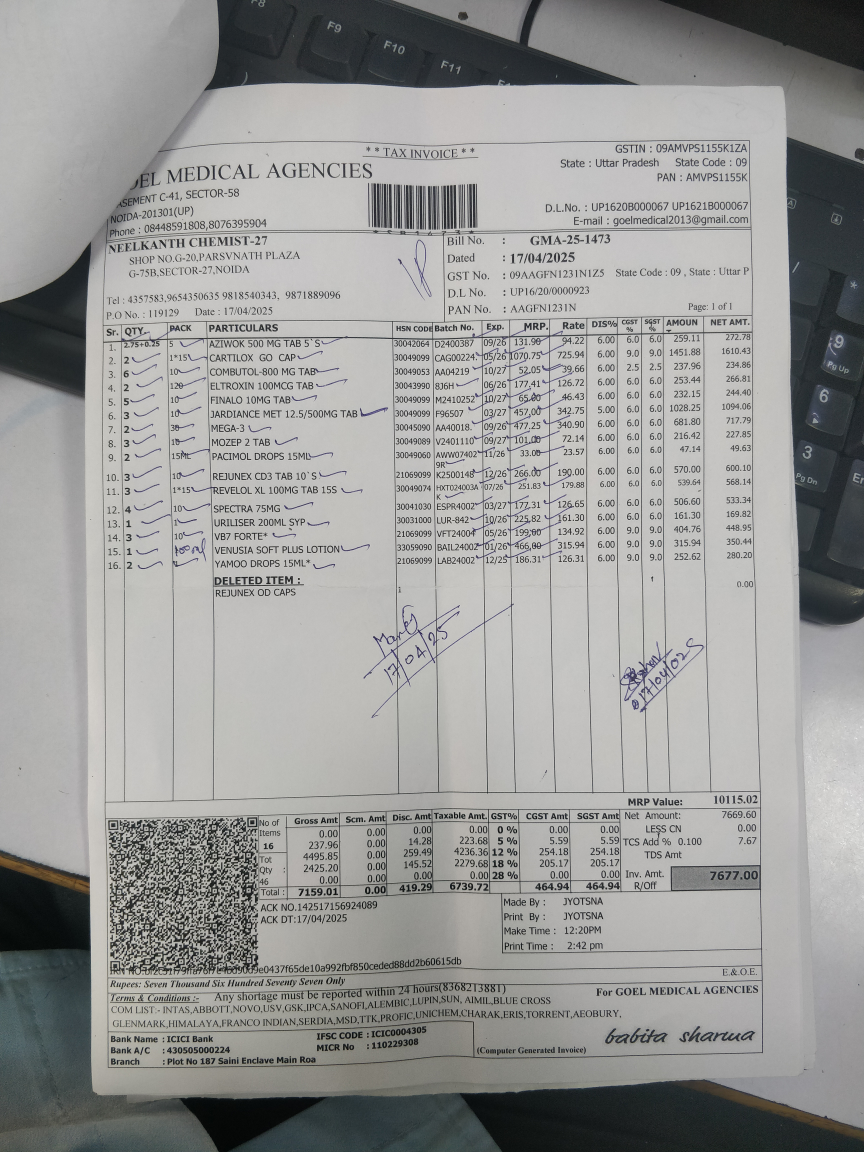 F8
F9
F10
F11
* * TAX INVOICE * *
GSTIN : 09AMVPS1155K1ZA
State : Uttar Pradesh State Code : 09
PAN : AMVPS1155K
OEL MEDICAL AGENCIES
ASEMENT C-41, SECTOR-58
NOIDA-201301(UP)
Phone : 08448591808,8076395904
D.L.No. : UP1620B000067 UP1621B000067
E-mail : goelmedical2013@gmail.com
NEELKANTH CHEMIST-27
SHOP NO.G-20,PARSVNATH PLAZA
G-75B,SECTOR-27,NOIDA
Tel : 4357583,9654350635 9818540343, 9871889096
P.O No. : 119129 Date : 17/04/2025
Bill No. : GMA-25-1473
Dated : 17/04/2025
GST No. : 09AAGFN1231N1Z5 State Code : 09 , State : Uttar P
D.L No. : UP16/20/0000923
PAN No. : AAGFN1231N Page: 1 of 1
Sr. QTY. PACK PARTICULARS HSN CODE Batch No. Exp. MRP. Rate DIS% CGST % SGST % AMOUN NET AMT.
1. 2.75+0.25 5 AZIWOK 500 MG TAB 5`S 30042064 D2400387 09/26 131.90 94.22 6.00 6.0 6.0 259.11 272.78
2. 2 1*15 CARTILOX GO CAP 30049099 CAG00224 05/26 1070.75 725.94 6.00 9.0 9.0 1451.88 1610.43
3. 6 10 COMBUTOL-800 MG TAB 30049053 AA04219 10/27 52.05 39.66 6.00 2.5 2.5 237.96 234.86
4. 2 120 ELTROXIN 100MCG TAB 30043990 8J6H 06/26 177.41 126.72 6.00 6.0 6.0 253.44 266.81
5. 5 10 FINALO 10MG TAB 30049099 M2410252 10/27 65.00 46.43 6.00 6.0 6.0 232.15 244.40
6. 3 10 JARDIANCE MET 12.5/500MG TAB 30049099 F96507 03/27 457.00 342.75 5.00 6.0 6.0 1028.25 1094.06
7. 2 30 MEGA-3 30045090 AA40018 09/26 477.25 340.90 6.00 6.0 6.0 681.80 717.79
8. 3 10 MOZEP 2 TAB 30049089 V2401110 09/27 101.00 72.14 6.00 6.0 6.0 216.42 227.85
9. 2 15ML PACIMOL DROPS 15ML 30049060 AWW07402 11/26 33.00 23.57 6.00 6.0 6.0 47.14 49.63
9R
10. 3 10 REJUNEX CD3 TAB 10`S 21069099 K2500148 12/26 266.00 190.00 6.00 6.0 6.0 570.00 600.10
11. 3 1*15 REVELOL XL 100MG TAB 15S 30049074 HXT024003A 07/26 251.83 179.88 6.00 6.0 6.0 539.64 568.14
K
12. 4 10 SPECTRA 75MG 30041030 ESPR4002 03/27 177.31 126.65 6.00 6.0 6.0 506.60 533.34
13. 1 1 URILISER 200ML SYP 30031000 LUR-842 10/26 225.82 161.30 6.00 6.0 6.0 161.30 169.82
14. 3 10 VB7 FORTE* 21069099 VFT24004 05/26 199.60 134.92 6.00 9.0 9.0 404.76 448.95
15. 1 100ml VENUSIA SOFT PLUS LOTION 33059090 BAIL24002 01/26 466.00 315.94 6.00 9.0 9.0 315.94 350.44
16. 2 YAMOO DROPS 15ML* 21069099 LAB24002 12/25 186.31 126.31 6.00 9.0 9.0 252.62 280.20
DELETED ITEM :
REJUNEX OD CAPS 1 0.00
17/04/25
17/04/025
MRP Value: 10115.02
No of Items 16
Tot Qty : 46
Gross Amt Scm. Amt Disc. Amt Taxable Amt. GST% CGST Amt SGST Amt
0.00 0.00 0.00 0.00 0 % 0.00 0.00
237.96 0.00 14.28 223.68 5 % 5.59 5.59
4495.85 0.00 259.49 4236.36 12 % 254.18 254.18
2425.20 0.00 145.52 2279.68 18 % 205.17 205.17
0.00 0.00 0.00 0.00 28 % 0.00 0.00
Total : 7159.01 0.00 419.29 6739.72 464.94 464.94
Net Amount: 7669.60
LESS CN 0.00
TCS Add % 0.100 7.67
TDS Amt
Inv. Amt. 7677.00
R/Off
ACK NO.142517156924089
ACK DT:17/04/2025
Made By : JYOTSNA
Print By : JYOTSNA
Make Time : 12:20PM
Print Time : 2:42 pm
E.& O.E.
Rupees: Seven Thousand Six Hundred Seventy Seven Only
Terms & Conditions :- Any shortage must be reported within 24 hours(8368213881)
For GOEL MEDICAL AGENCIES
COM LIST:- INTAS,ABBOTT,NOVO,USV,GSK,IPCA,SANOFI,ALEMBIC,LUPIN,SUN, AIMIL,BLUE CROSS
GLENMARK,HIMALAYA,FRANCO INDIAN,SERDIA,MSD,TTK,PROFIC,UNICHEM,CHARAK,ERIS,TORRENT,AEOBURY,
Bank Name : ICICI Bank IFSC CODE : ICIC0004305
Bank A/C : 430505000224 MICR No : 110229308
Branch : Plot No 187 Saini Enclave Main Roa
(Computer Generated Invoice)
babita sharma
9
Pg Up
6
3
Pg Dn